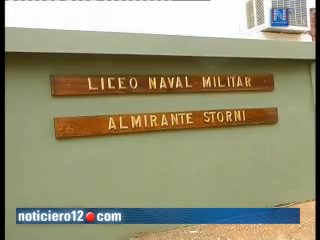 LICEO NAVAL MILITAR
ALMIRANTE STORNI
noticiero12.com